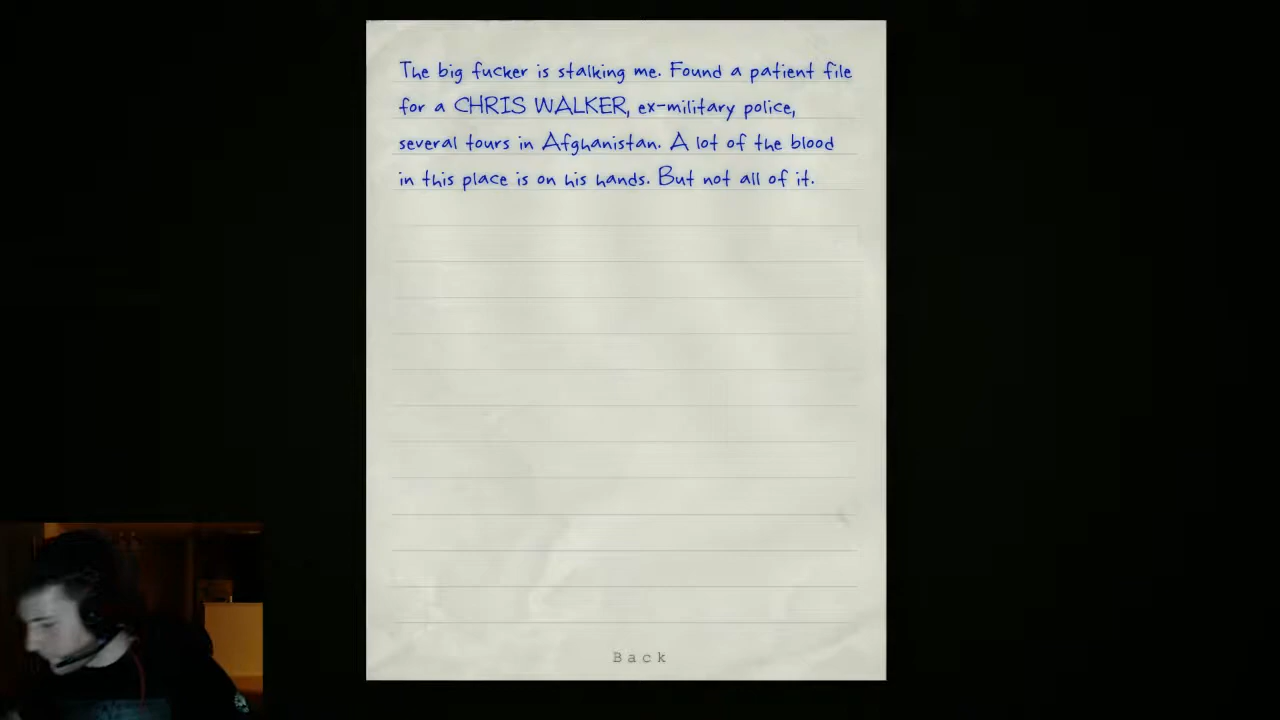 The big fucker is stalking me. Found a patient file
for a CHRIS WALKER, ex-military police,
several tours in Afghanistan. A lot of the blood
in this place is on his hands. But not all of it.
Back